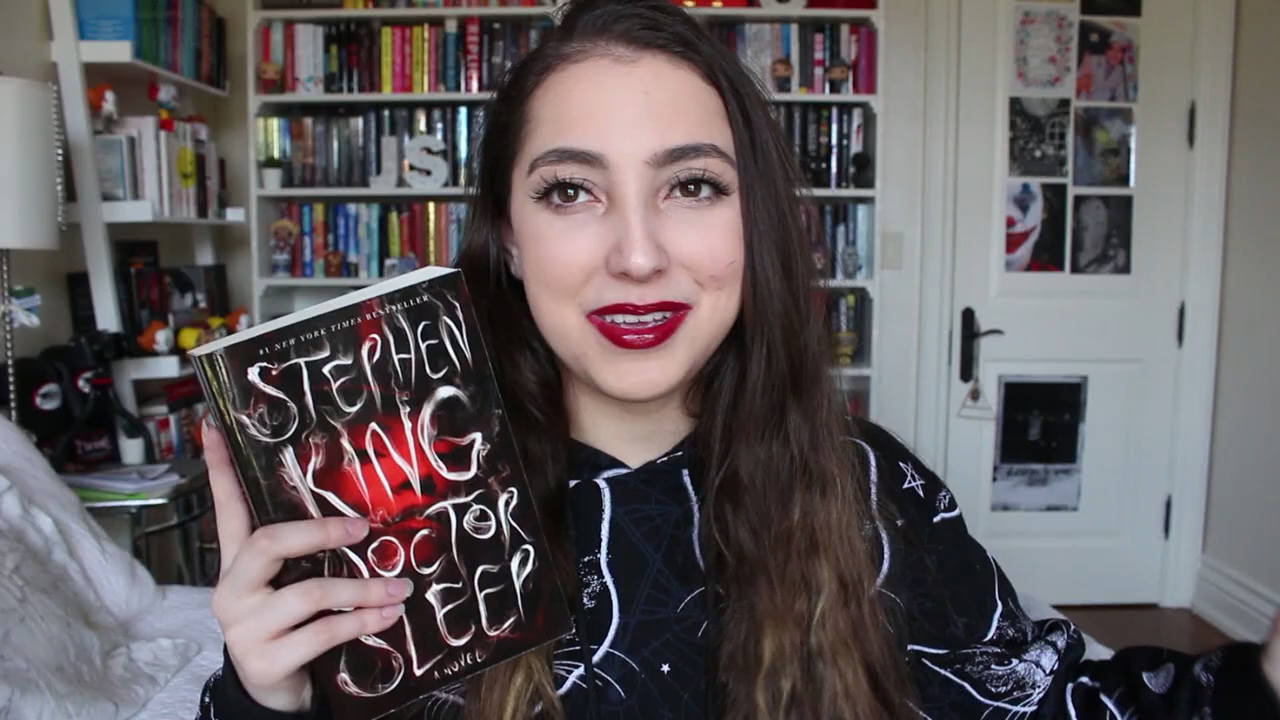 #1 NEW YORK TIMES BESTSELLER
STEPHEN
KING
DOCTOR
SLEEP
A NOVEL
S